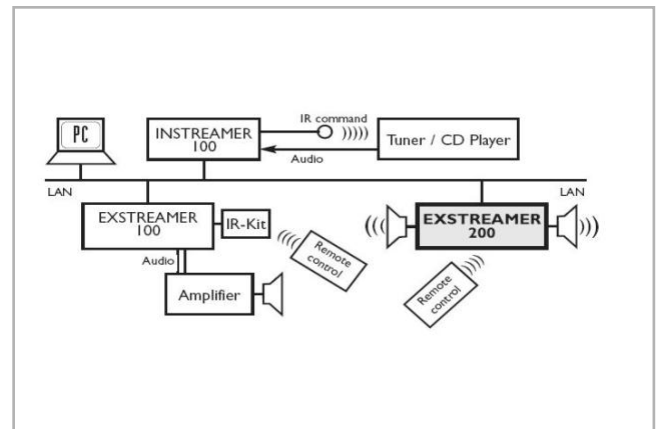 IR command
PC
INSTREAMER
100
Tuner / CD Player
Audio
LAN
LAN
EXSTREAMER
100
IR-Kit
EXSTREAMER
200
Audio
Remote
control
Remote
control
Amplifier